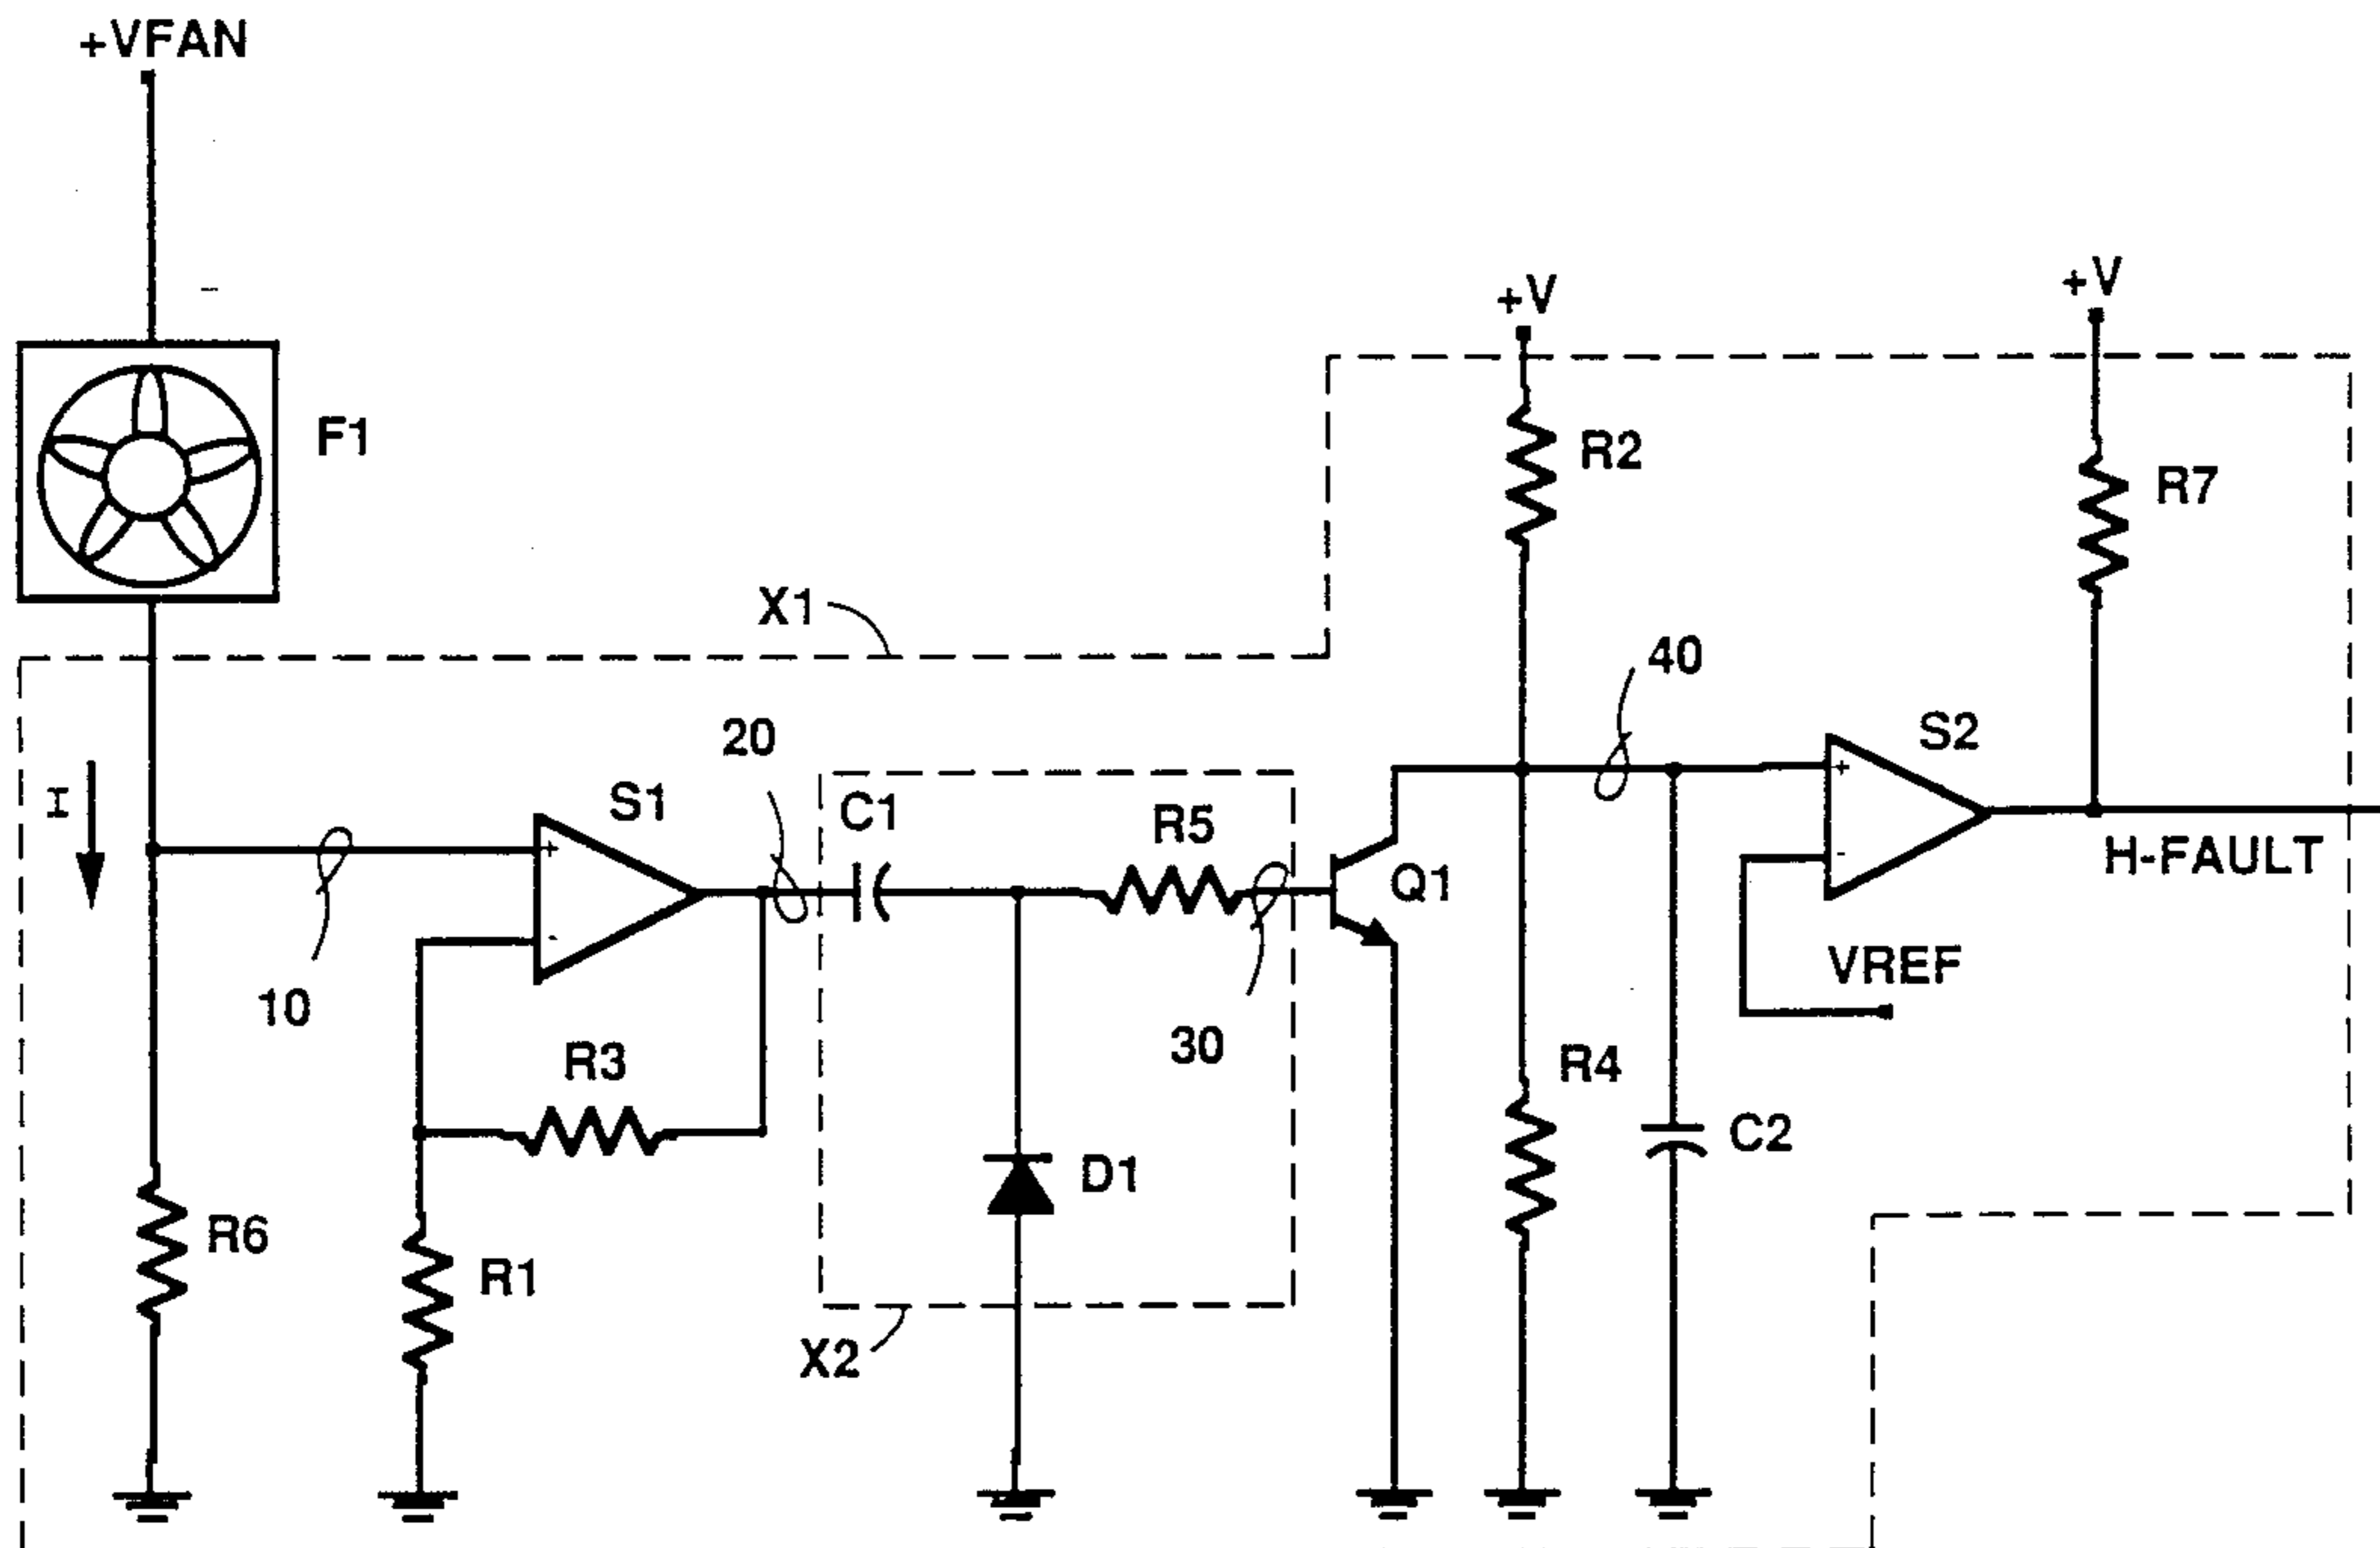 +VFAN
F1
+V
+V
R2
R7
X1
40
20
S2
I
S1
C1
R5
+
+
-
Q1
H-FAULT
+
-
VREF
10
30
R3
R4
C2
D1
R6
R1
X2